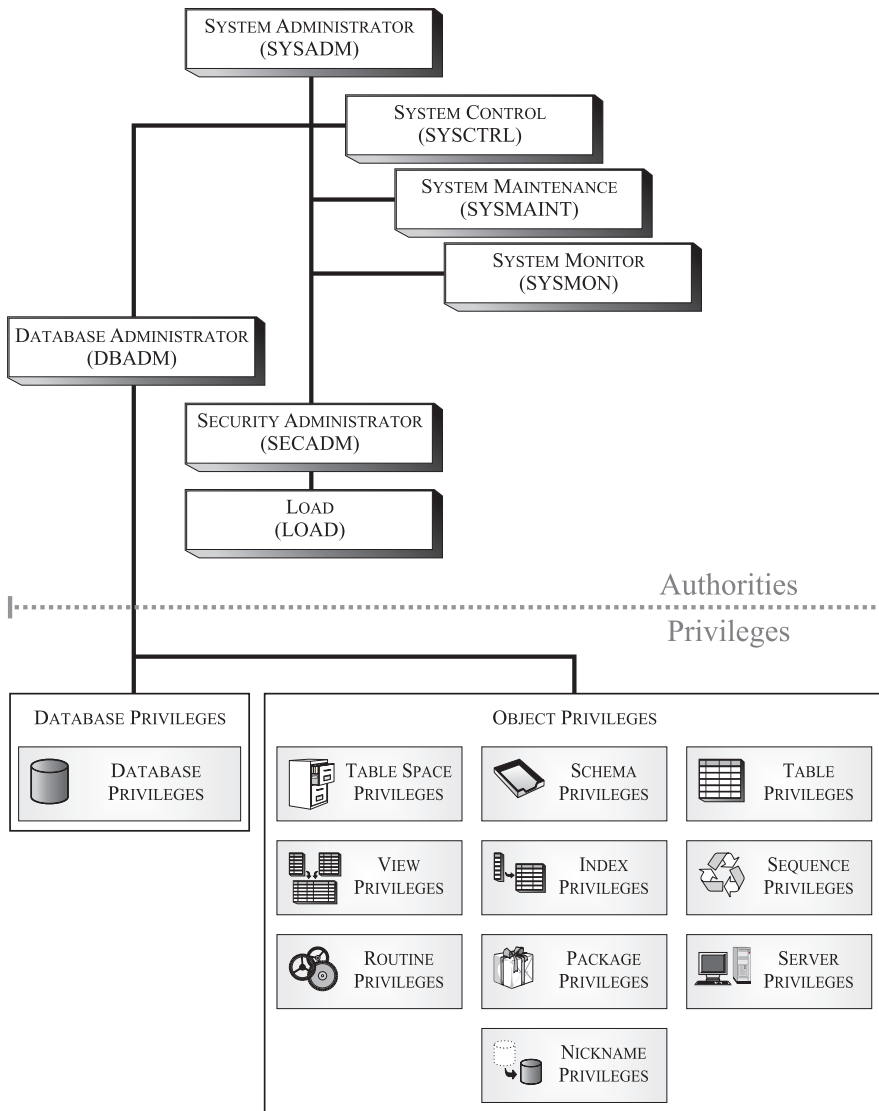 SYSTEM ADMINISTRATOR
(SYSADM)
SYSTEM CONTROL
(SYSCTRL)
SYSTEM MAINTENANCE
(SYSMAINT)
SYSTEM MONITOR
(SYSMON)
DATABASE ADMINISTRATOR
(DBADM)
SECURITY ADMINISTRATOR
(SECADM)
LOAD
(LOAD)
Authorities
Privileges
DATABASE PRIVILEGES
DATABASE
PRIVILEGES
OBJECT PRIVILEGES
TABLE SPACE
PRIVILEGES
SCHEMA
PRIVILEGES
TABLE
PRIVILEGES
VIEW
PRIVILEGES
INDEX
PRIVILEGES
SEQUENCE
PRIVILEGES
ROUTINE
PRIVILEGES
PACKAGE
PRIVILEGES
SERVER
PRIVILEGES
NICKNAME
PRIVILEGES